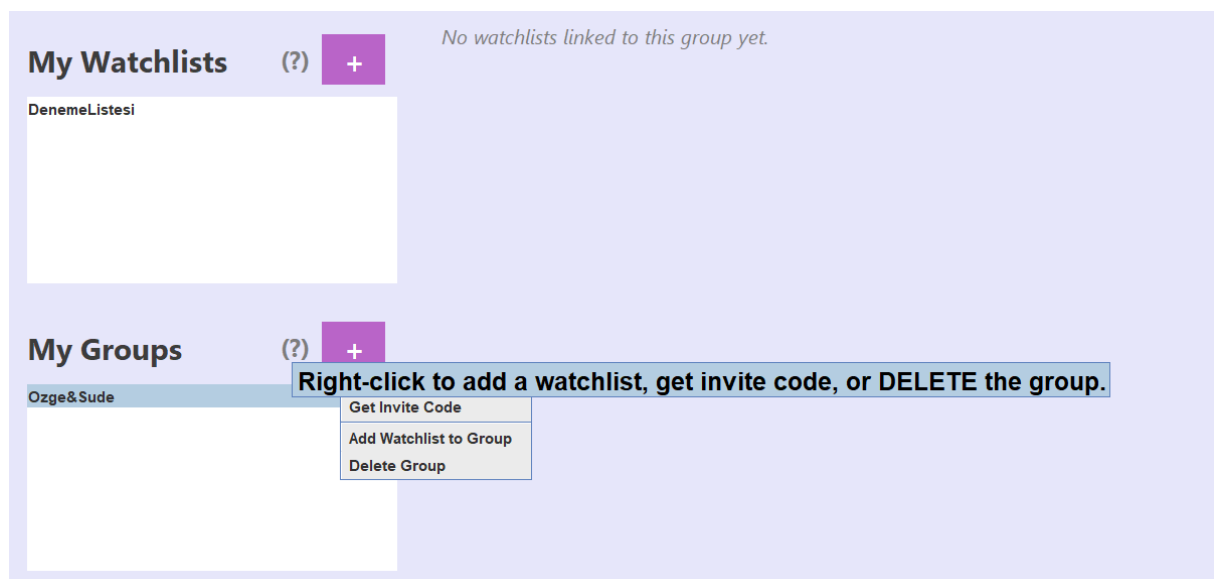 My Watchlists (?) +
No watchlists linked to this group yet.
DenemeListesi
My Groups (?) +
Right-click to add a watchlist, get invite code, or DELETE the group.
Ozge&Sude
Get Invite Code
Add Watchlist to Group
Delete Group